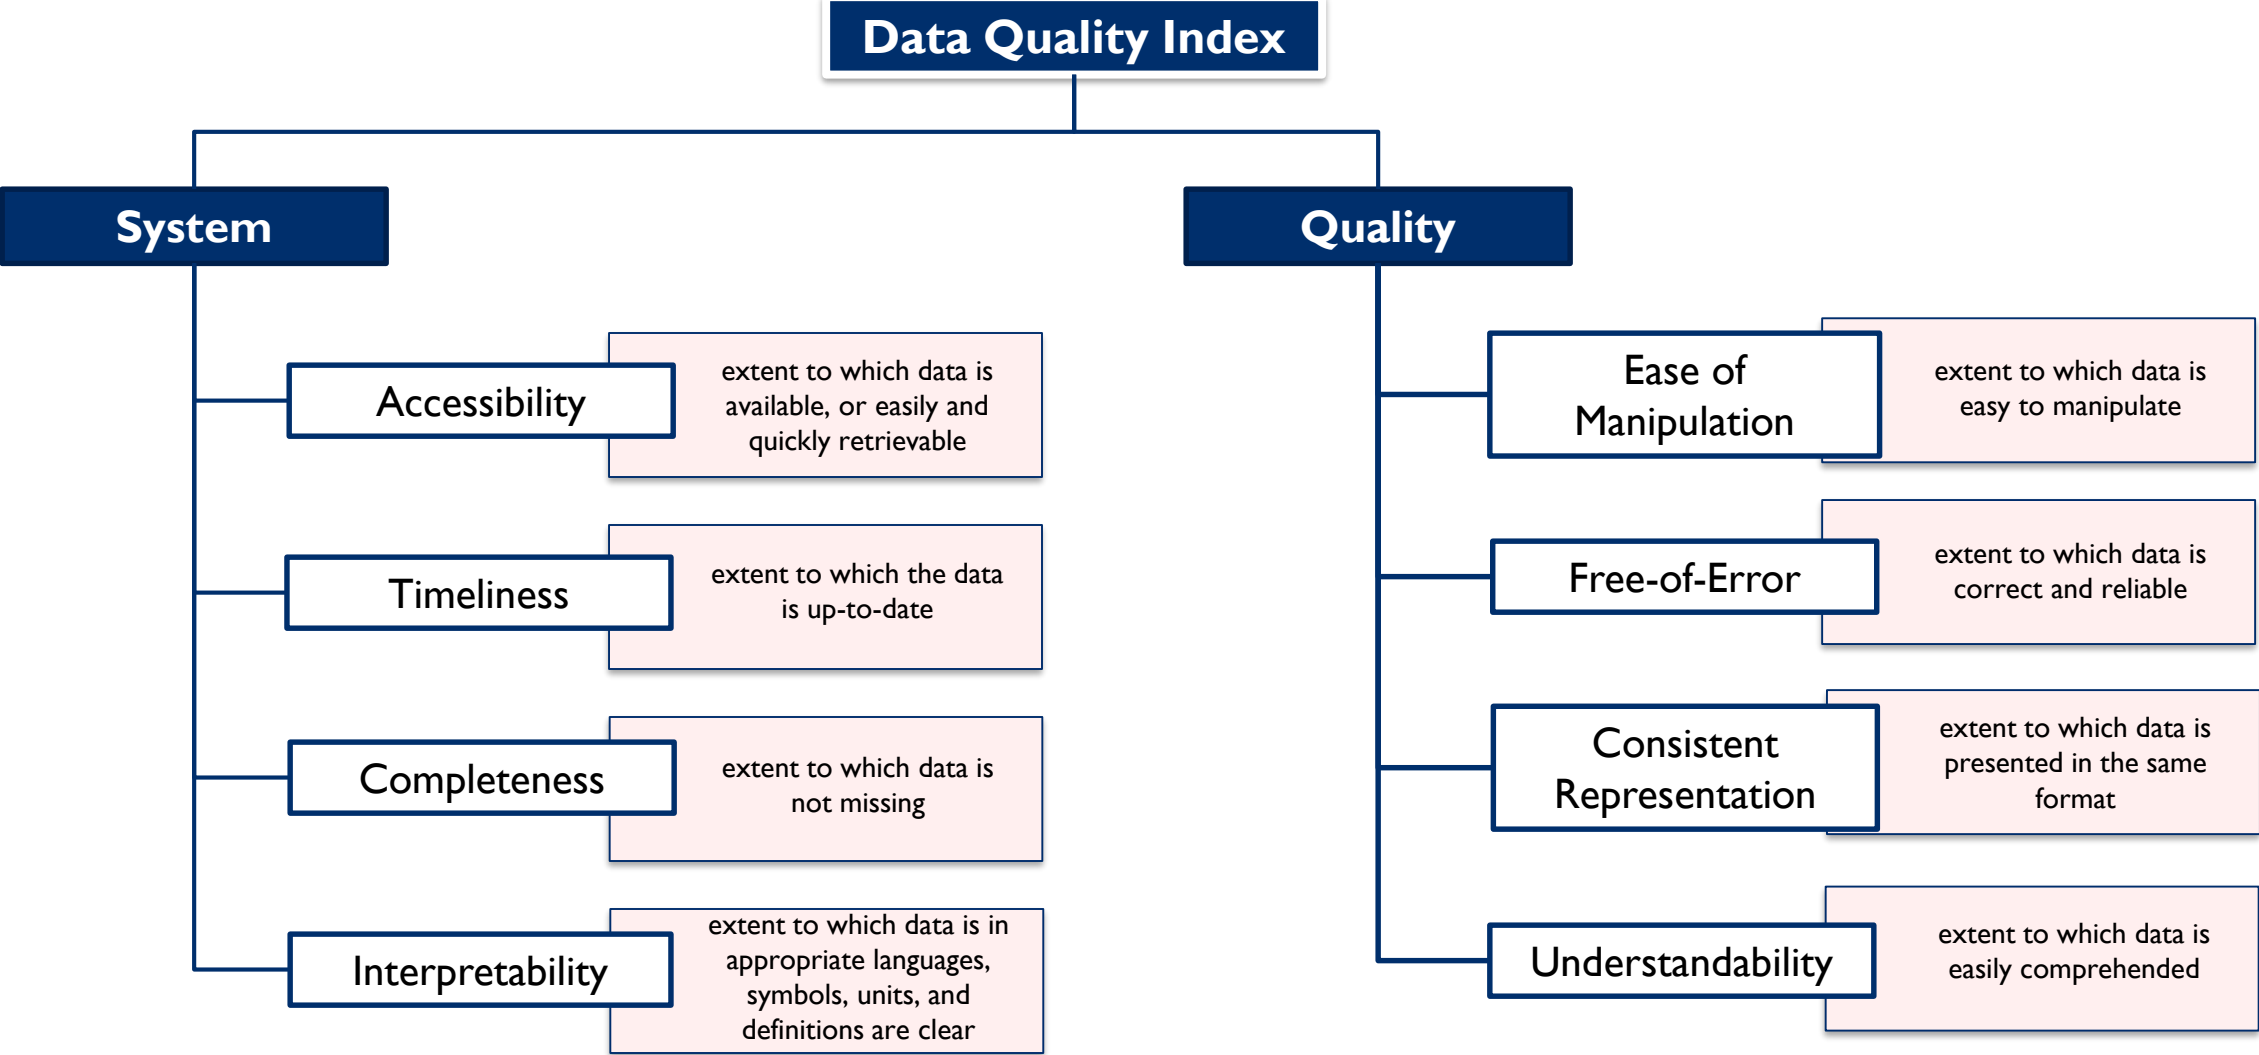 Data Quality Index
System
Accessibility
extent to which data is
available, or easily and
quickly retrievable
Timeliness
extent to which the data
is up-to-date
Completeness
extent to which data is
not missing
Interpretability
extent to which data is in
appropriate languages,
symbols, units, and
definitions are clear
Quality
Ease of
Manipulation
extent to which data is
easy to manipulate
Free-of-Error
extent to which data is
correct and reliable
Consistent
Representation
extent to which data is
presented in the same
format
Understandability
extent to which data is
easily comprehended